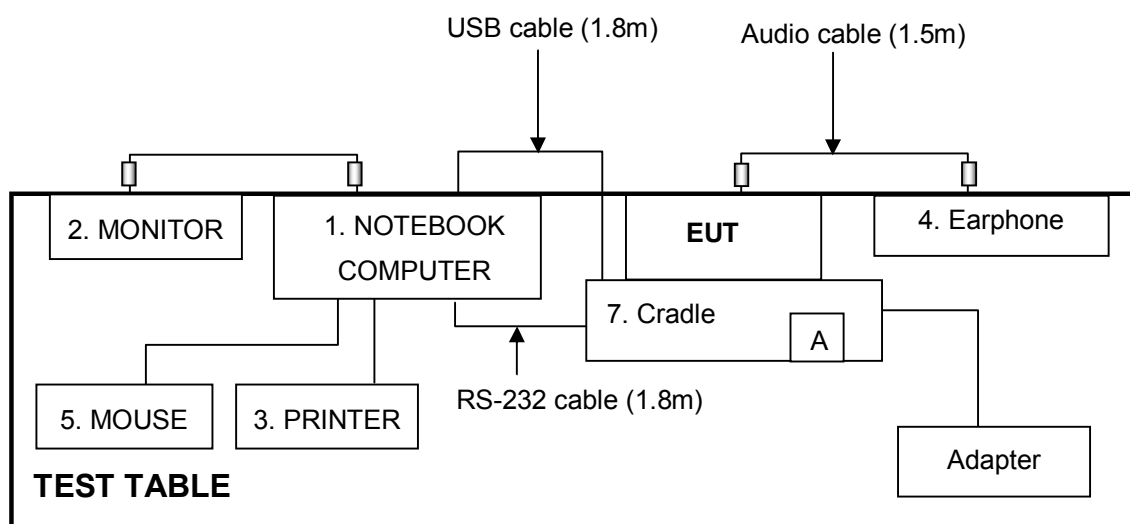 USB cable (1.8m)
Audio cable (1.5m)
2. MONITOR
1. NOTEBOOK
COMPUTER
EUT
4. Earphone
7. Cradle
A
RS-232 cable (1.8m)
5. MOUSE
3. PRINTER
Adapter
TEST TABLE